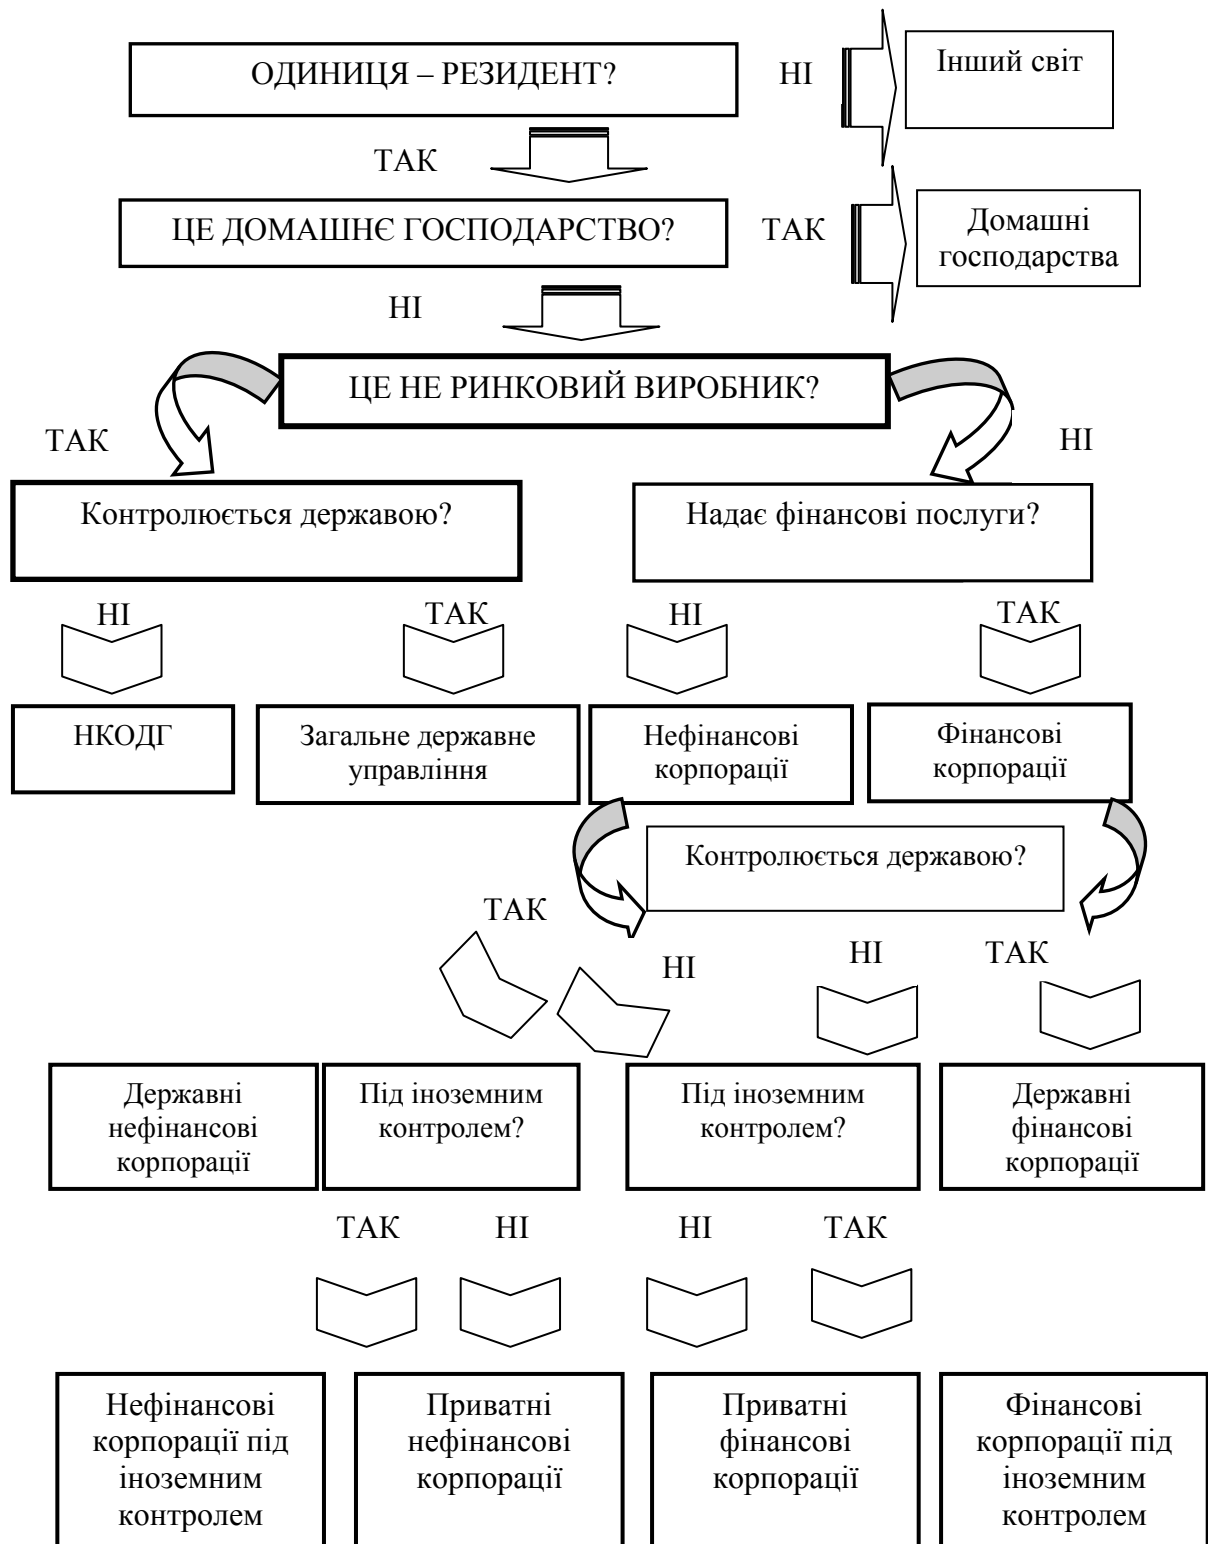 ОДИНИЦЯ – РЕЗИДЕНТ?
НІ
Інший світ
ТАК
ЦЕ ДОМАШНЄ ГОСПОДАРСТВО?
ТАК
Домашні
господарства
НІ
ЦЕ НЕ РИНКОВИЙ ВИРОБНИК?
ТАК
НІ
Контролюється державою?
Надає фінансові послуги?
НІ
ТАК
НІ
ТАК
НКОДГ
Загальне державне
управління
Нефінансові
корпорації
Фінансові
корпорації
Контролюється державою?
ТАК
НІ
НІ
ТАК
Державні
нефінансові
корпорації
Під іноземним
контролем?
Під іноземним
контролем?
Державні
фінансові
корпорації
ТАК
НІ
НІ
ТАК
Нефінансові
корпорації під
іноземним
контролем
Приватні
нефінансові
корпорації
Приватні
фінансові
корпорації
Фінансові
корпорації під
іноземним
контролем